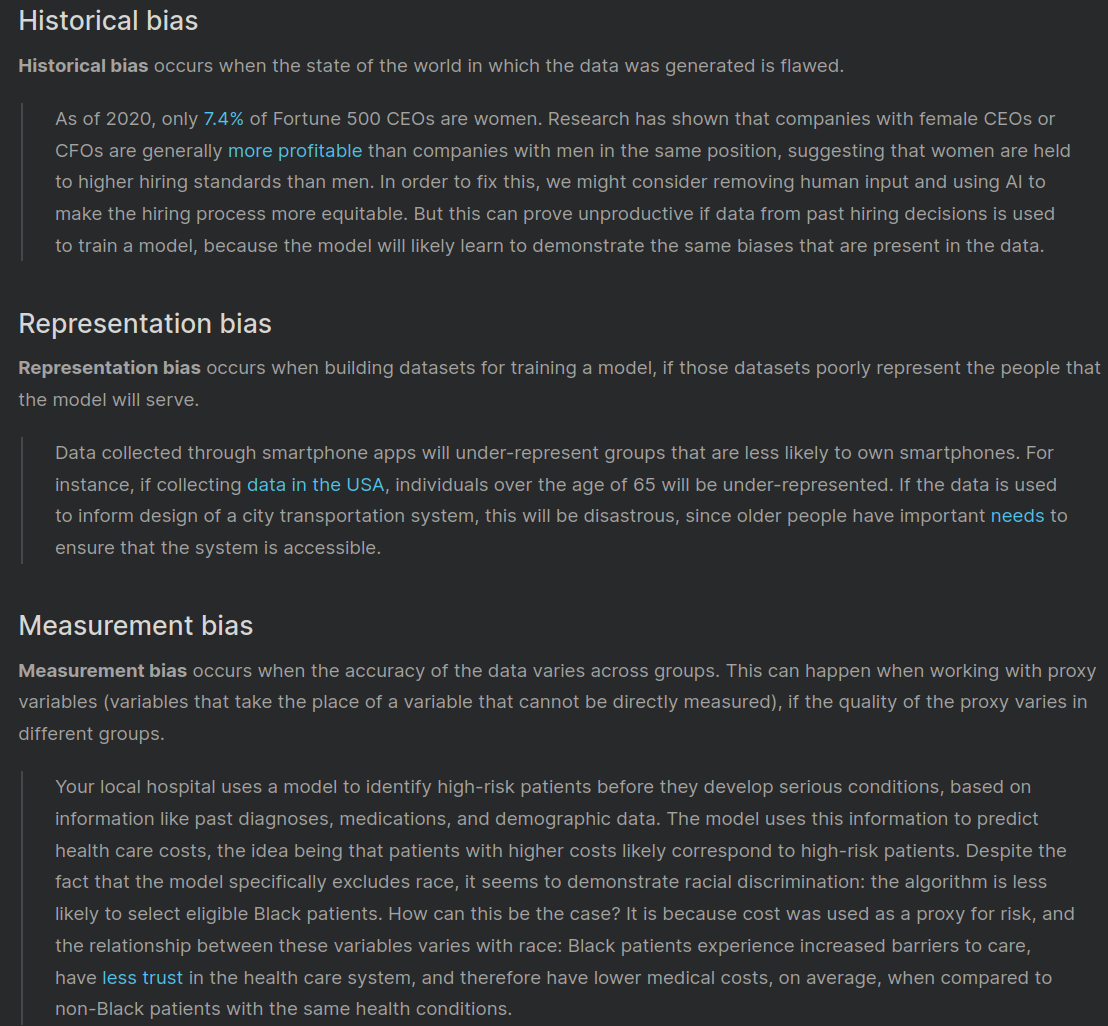 Historical bias
Historical bias occurs when the state of the world in which the data was generated is flawed.
As of 2020, only 7.4% of Fortune 500 CEOs are women. Research has shown that companies with female CEOs or
CFOs are generally more profitable than companies with men in the same position, suggesting that women are held
to higher hiring standards than men. In order to fix this, we might consider removing human input and using AI to
make the hiring process more equitable. But this can prove unproductive if data from past hiring decisions is used
to train a model, because the model will likely learn to demonstrate the same biases that are present in the data.
Representation bias
Representation bias occurs when building datasets for training a model, if those datasets poorly represent the people that
the model will serve.
Data collected through smartphone apps will under-represent groups that are less likely to own smartphones. For
instance, if collecting data in the USA, individuals over the age of 65 will be under-represented. If the data is used
to inform design of a city transportation system, this will be disastrous, since older people have important needs to
ensure that the system is accessible.
Measurement bias
Measurement bias occurs when the accuracy of the data varies across groups. This can happen when working with proxy
variables (variables that take the place of a variable that cannot be directly measured), if the quality of the proxy varies in
different groups.
Your local hospital uses a model to identify high-risk patients before they develop serious conditions, based on
information like past diagnoses, medications, and demographic data. The model uses this information to predict
health care costs, the idea being that patients with higher costs likely correspond to high-risk patients. Despite the
fact that the model specifically excludes race, it seems to demonstrate racial discrimination: the algorithm is less
likely to select eligible Black patients. How can this be the case? It is because cost was used as a proxy for risk, and
the relationship between these variables varies with race: Black patients experience increased barriers to care,
have less trust in the health care system, and therefore have lower medical costs, on average, when compared to
non-Black patients with the same health conditions.